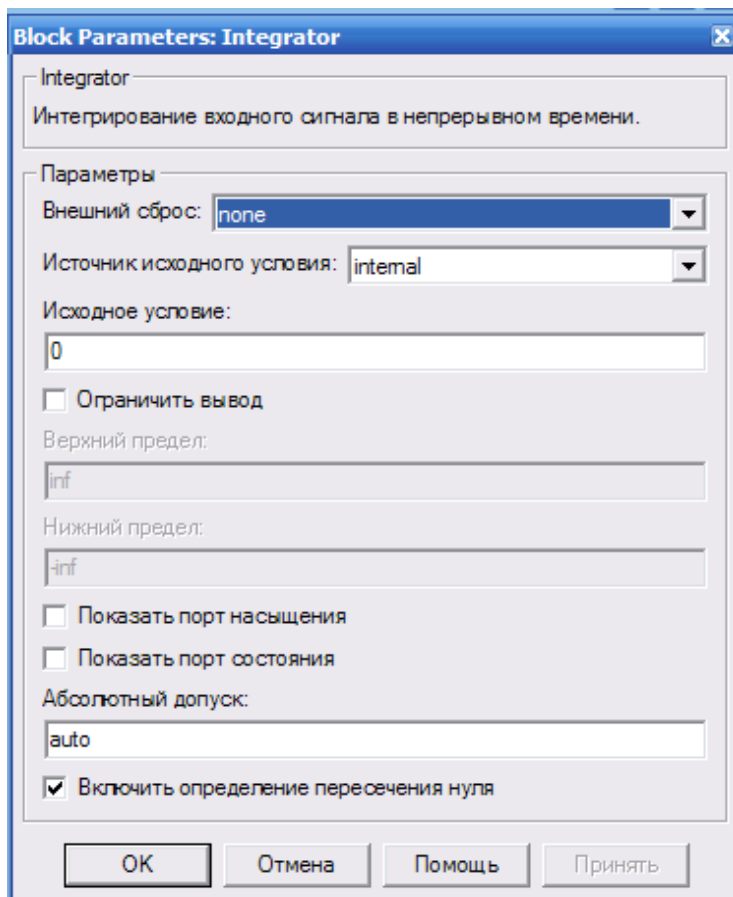 Block Parameters: Integrator
Integrator
Интегрирование входного сигнала в непрерывном времени.
Параметры
Внешний сброс: none
Источник исходного условия: internal
Исходное условие:
0
Ограничить вывод
Верхний предел:
inf
Нижний предел:
-inf
Показать порт насыщения
Показать порт состояния
Абсолютный допуск:
auto
Включить определение пересечения нуля
OK Отмена Помощь Принять